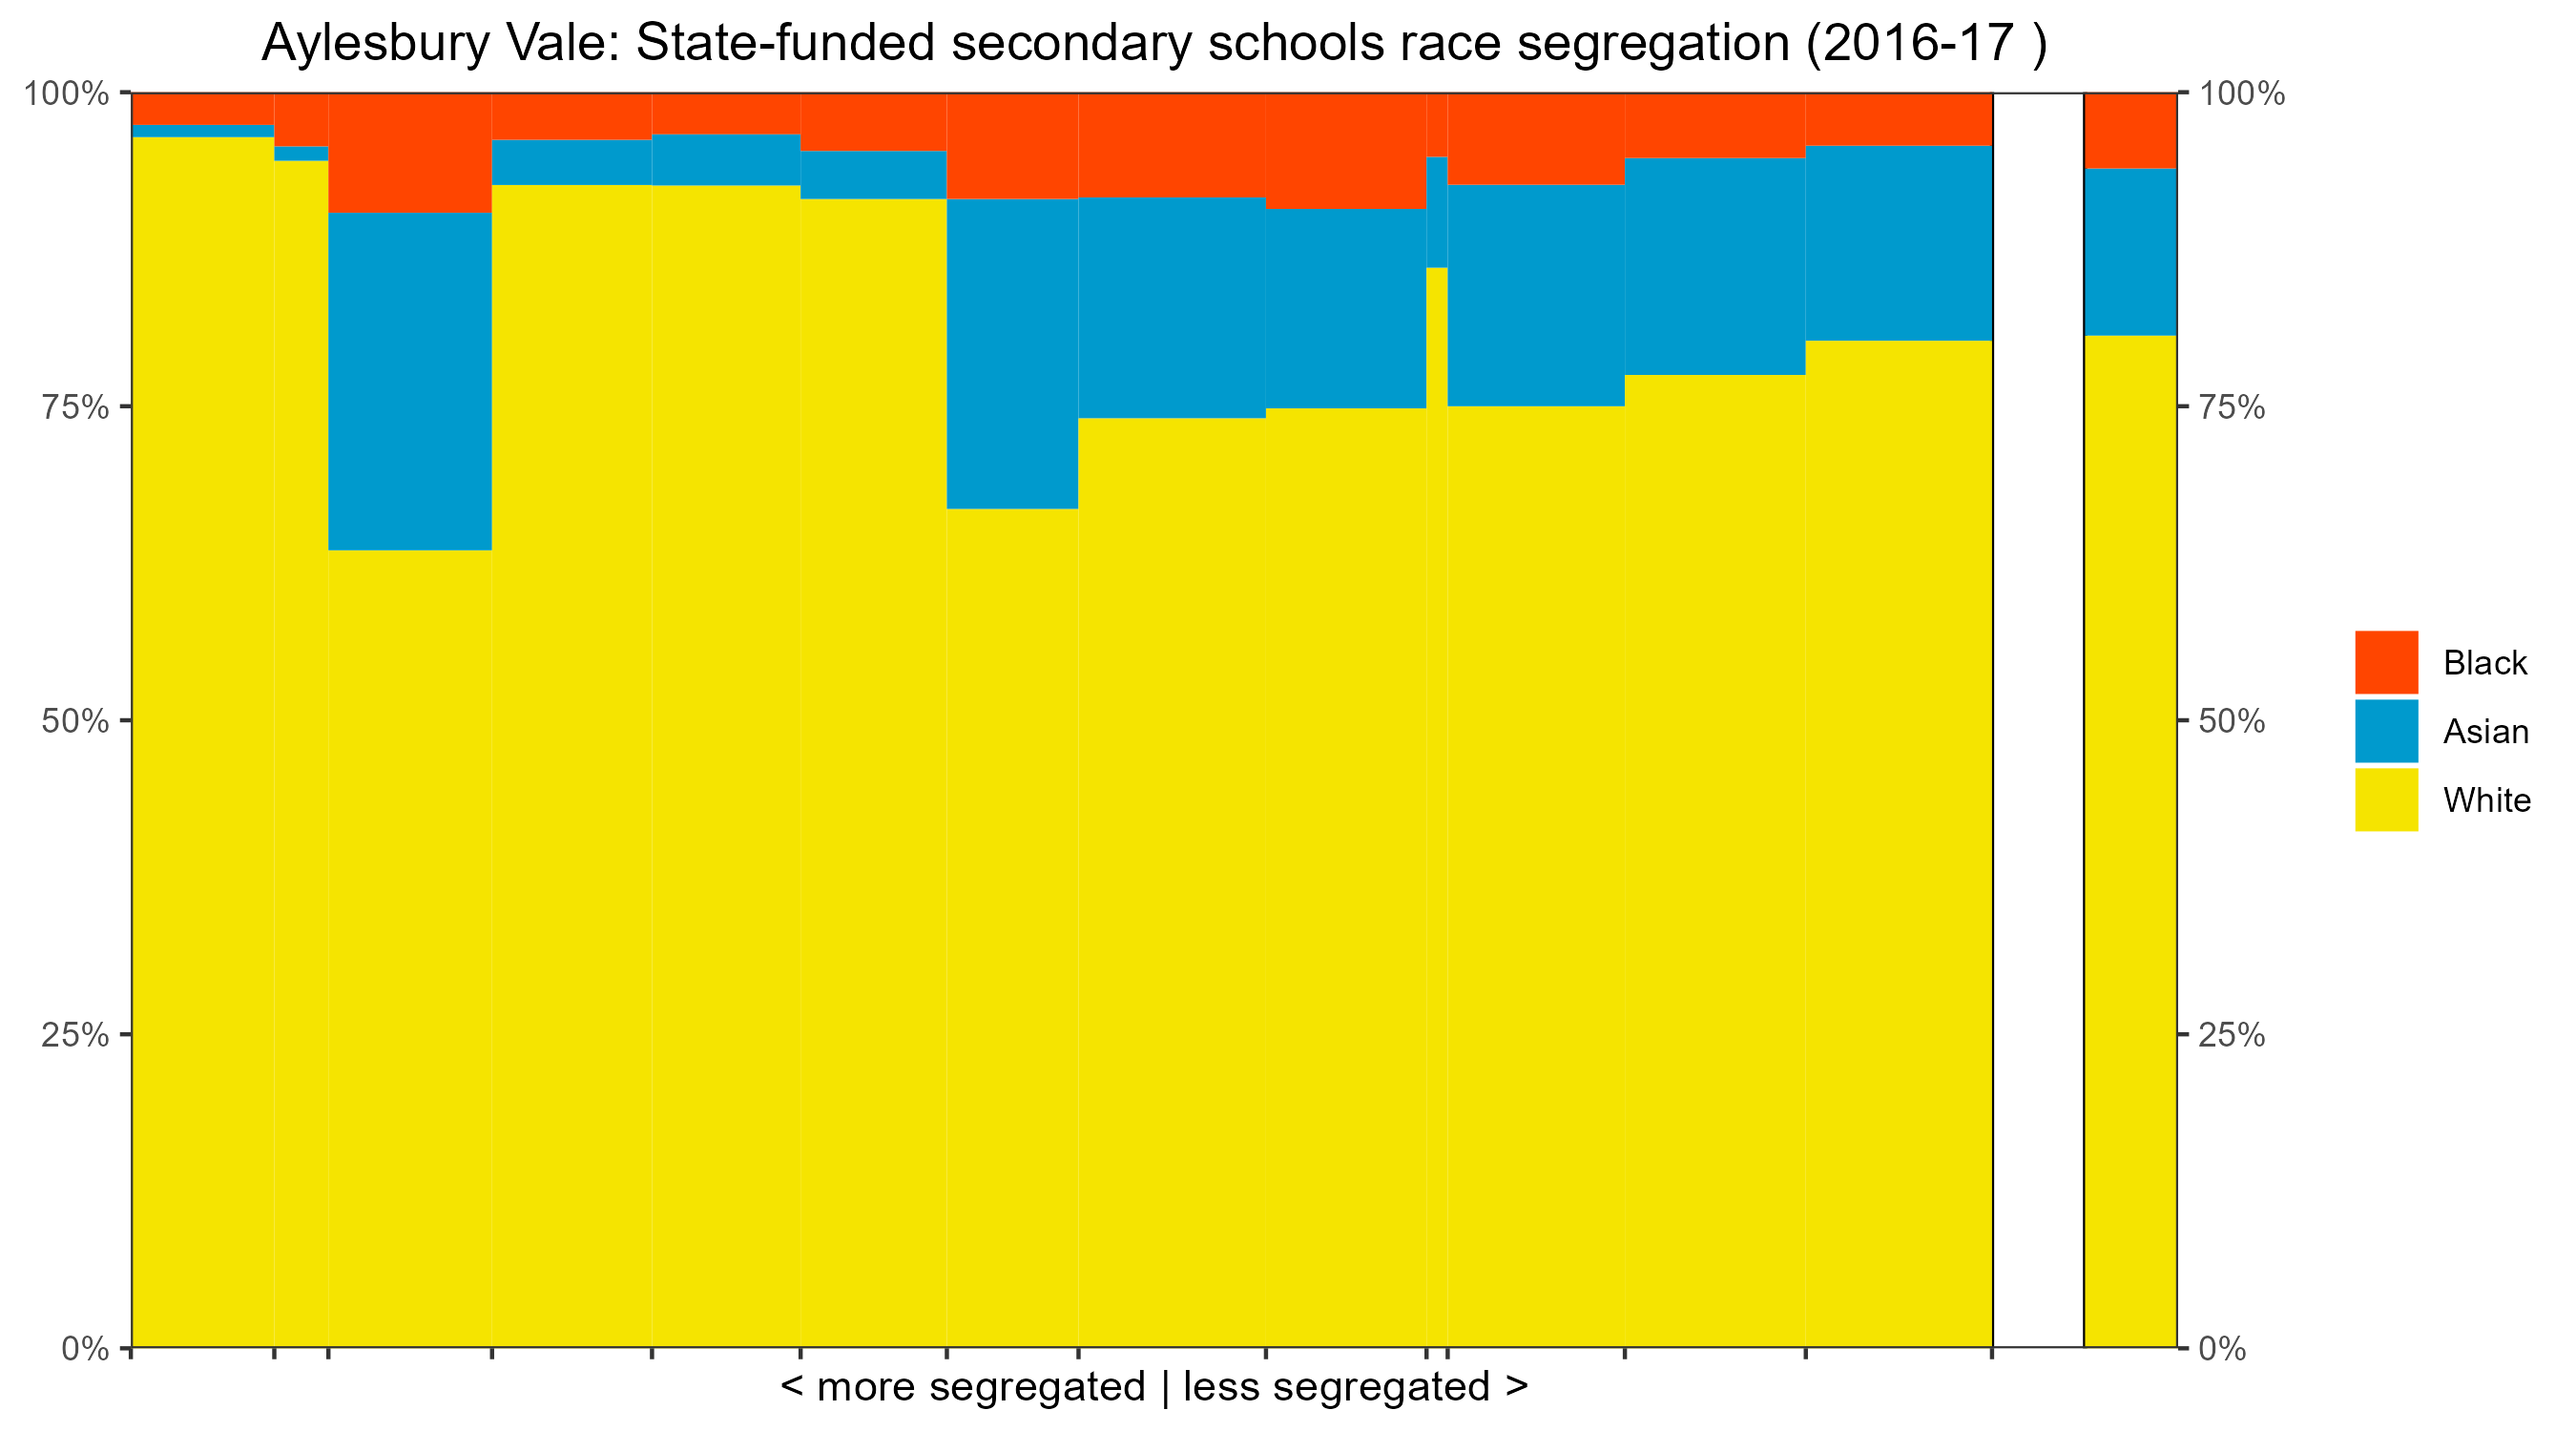 Aylesbury Vale: State-funded secondary schools race segregation (2016-17 )
100%
75%
50%
25%
0%
100%
75%
50%
25%
0%
Black
Asian
White
< more segregated | less segregated >